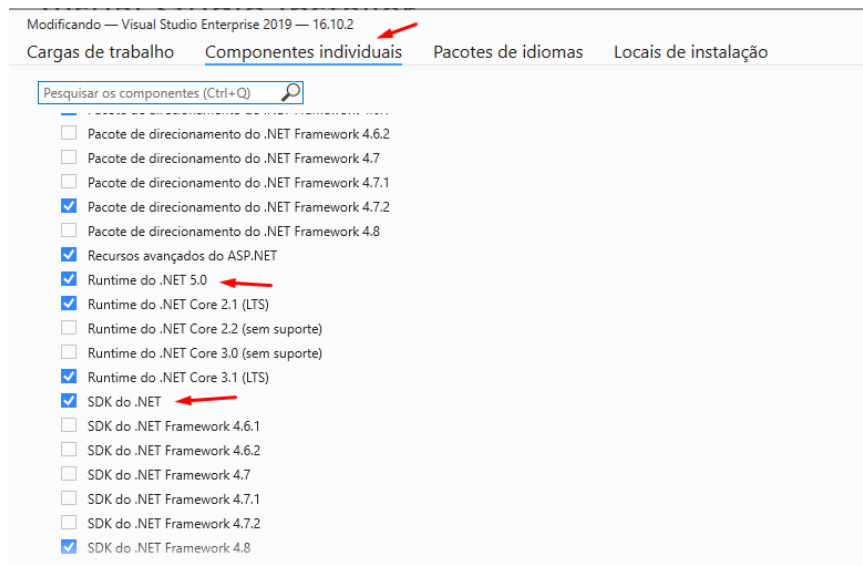 Modificando — Visual Studio Enterprise 2019 — 16.10.2
Cargas de trabalho Componentes individuais Pacotes de idiomas Locais de instalação
Pesquisar os componentes (Ctrl+Q)
Pacote de direcionamento do .NET Framework 4.6.2
Pacote de direcionamento do .NET Framework 4.7
Pacote de direcionamento do .NET Framework 4.7.1
Pacote de direcionamento do .NET Framework 4.7.2
Pacote de direcionamento do .NET Framework 4.8
Recursos avançados do ASP.NET
Runtime do .NET 5.0
Runtime do .NET Core 2.1 (LTS)
Runtime do .NET Core 2.2 (sem suporte)
Runtime do .NET Core 3.0 (sem suporte)
Runtime do .NET Core 3.1 (LTS)
SDK do .NET
SDK do .NET Framework 4.6.1
SDK do .NET Framework 4.6.2
SDK do .NET Framework 4.7
SDK do .NET Framework 4.7.1
SDK do .NET Framework 4.7.2
SDK do .NET Framework 4.8